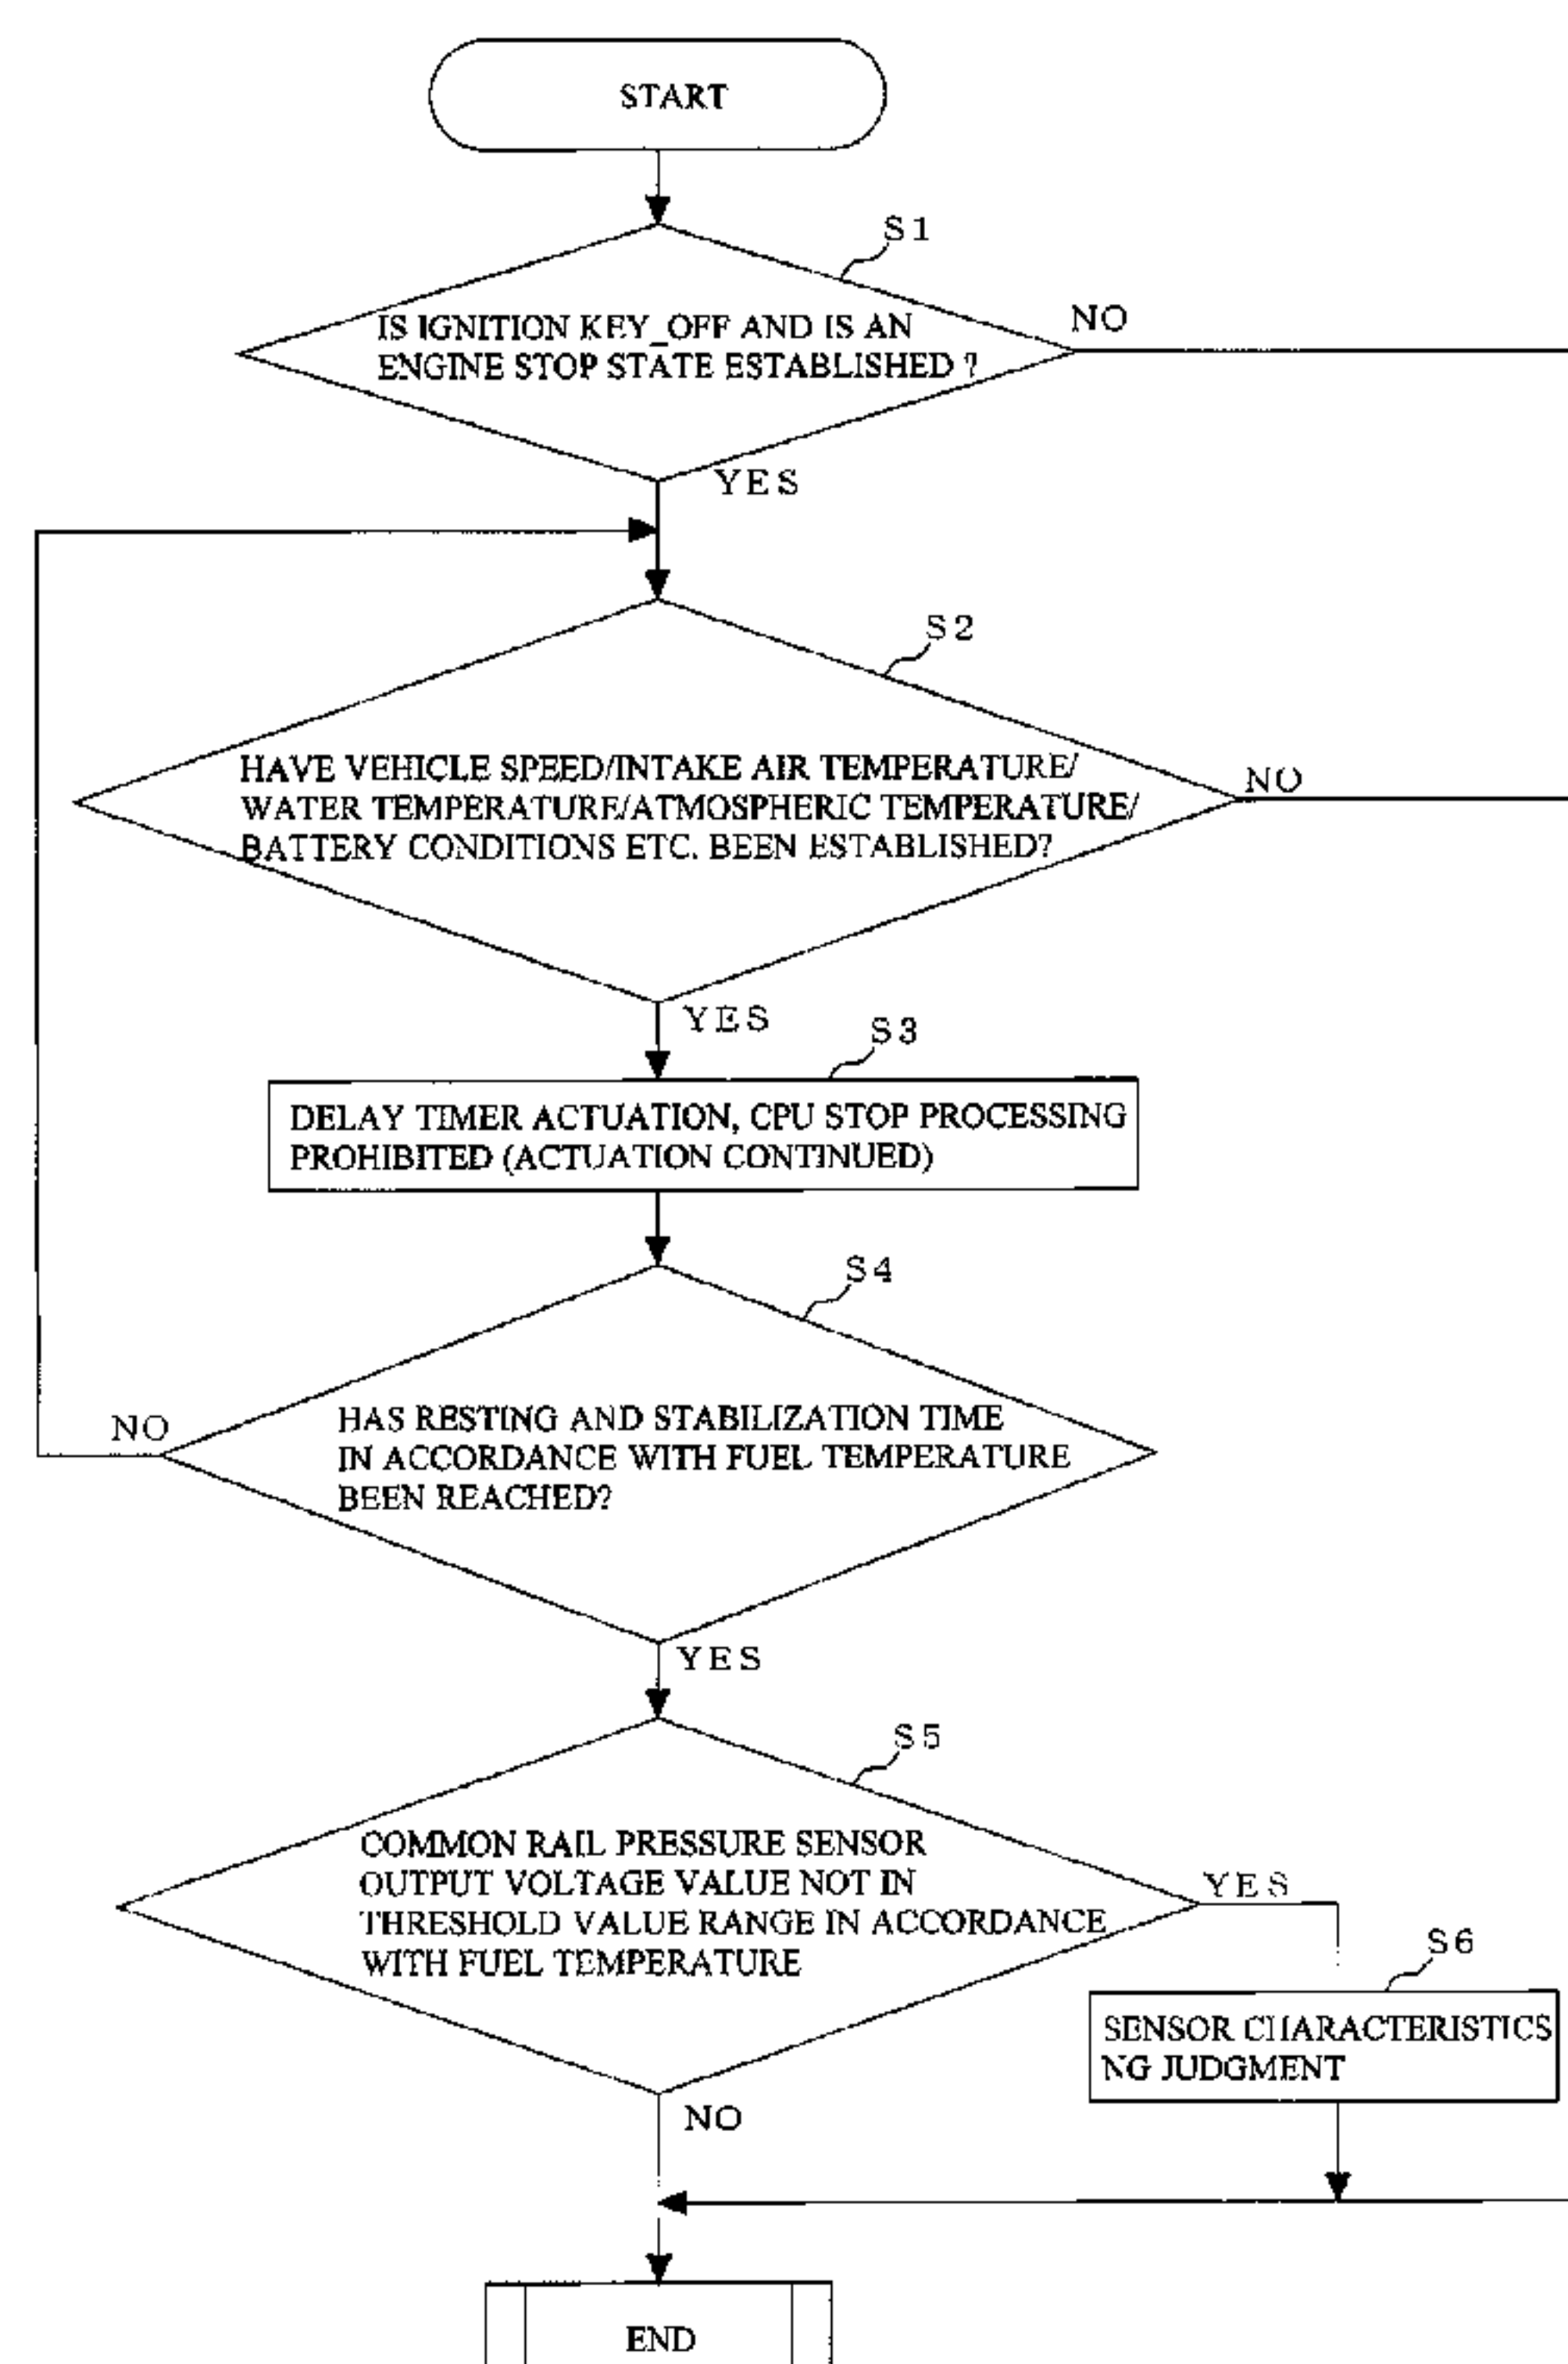 START
S1
IS IGNITION KEY_OFF AND IS AN
ENGINE STOP STATE ESTABLISHED ?
NO
YES
S2
HAVE VEHICLE SPEED/INTAKE AIR TEMPERATURE/
WATER TEMPERATURE/ATMOSPHERIC TEMPERATURE/
BATTERY CONDITIONS ETC. BEEN ESTABLISHED?
NO
YES
S3
DELAY TIMER ACTUATION, CPU STOP PROCESSING
PROHIBITED (ACTUATION CONTINUED)
S4
HAS RESTING AND STABILIZATION TIME
IN ACCORDANCE WITH FUEL TEMPERATURE
BEEN REACHED?
NO
YES
S5
COMMON RAIL PRESSURE SENSOR
OUTPUT VOLTAGE VALUE NOT IN
THRESHOLD VALUE RANGE IN ACCORDANCE
WITH FUEL TEMPERATURE
YES
S6
SENSOR CHARACTERISTICS
NG JUDGMENT
NO
END